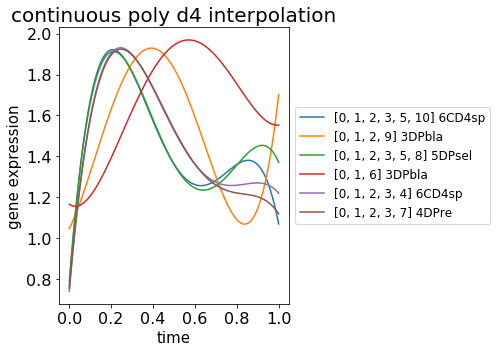 continuous poly d4 interpolation
gene expression
2.0
1.8
1.6
1.4
1.2
1.0
0.8
0.0 0.2 0.4 0.6 0.8 1.0
time
[0, 1, 2, 3, 5, 10] 6CD4sp
[0, 1, 2, 9] 3DPbla
[0, 1, 2, 3, 5, 8] 5DPsel
[0, 1, 6] 3DPbla
[0, 1, 2, 3, 4] 6CD4sp
[0, 1, 2, 3, 7] 4DPre